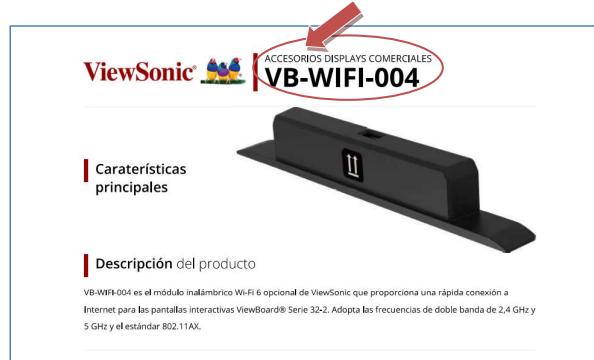 ViewSonic®
ACCESORIOS DISPLAYS COMERCIALES
VB-WIFI-004
Caraterísticas
principales
Descripción del producto
VB-WIFI-004 es el módulo inalámbrico Wi-Fi 6 opcional de ViewSonic que proporciona una rápida conexión a
Internet para las pantallas interactivas ViewBoard® Serie 32-2. Adopta las frecuencias de doble banda de 2,4 GHz y
5 GHz y el estándar 802.11AX.